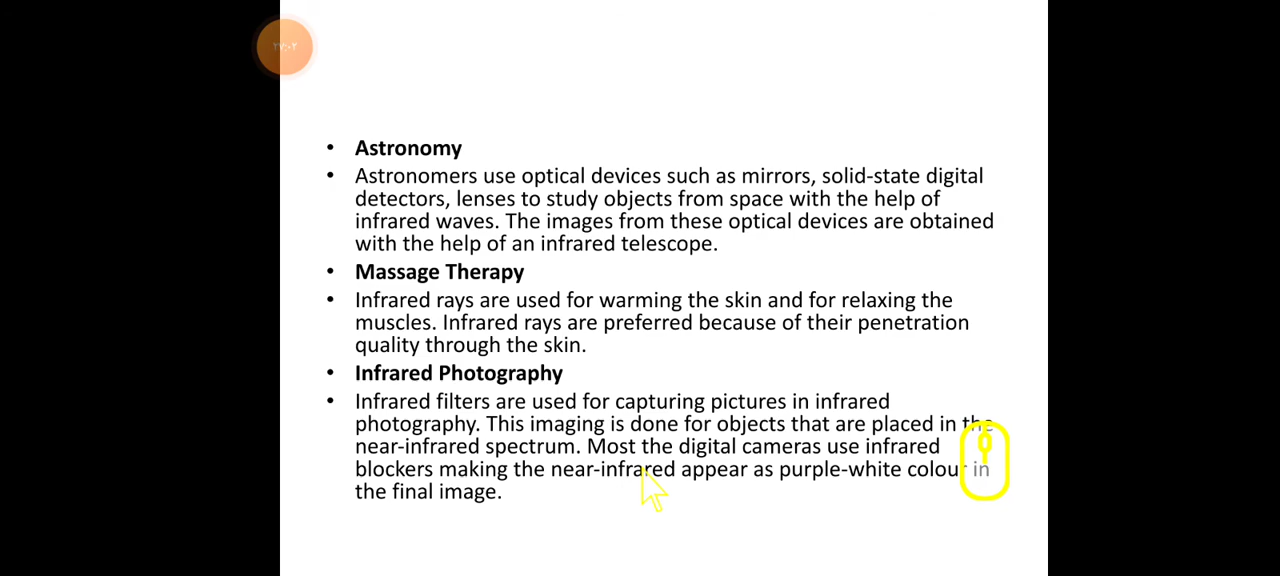 ٢٧:٠٢
• Astronomy
• Astronomers use optical devices such as mirrors, solid-state digital
detectors, lenses to study objects from space with the help of
infrared waves. The images from these optical devices are obtained
with the help of an infrared telescope.
• Massage Therapy
• Infrared rays are used for warming the skin and for relaxing the
muscles. Infrared rays are preferred because of their penetration
quality through the skin.
• Infrared Photography
• Infrared filters are used for capturing pictures in infrared
photography. This imaging is done for objects that are placed in the
near-infrared spectrum. Most the digital cameras use infrared
blockers making the near-infrared appear as purple-white colour in
the final image.